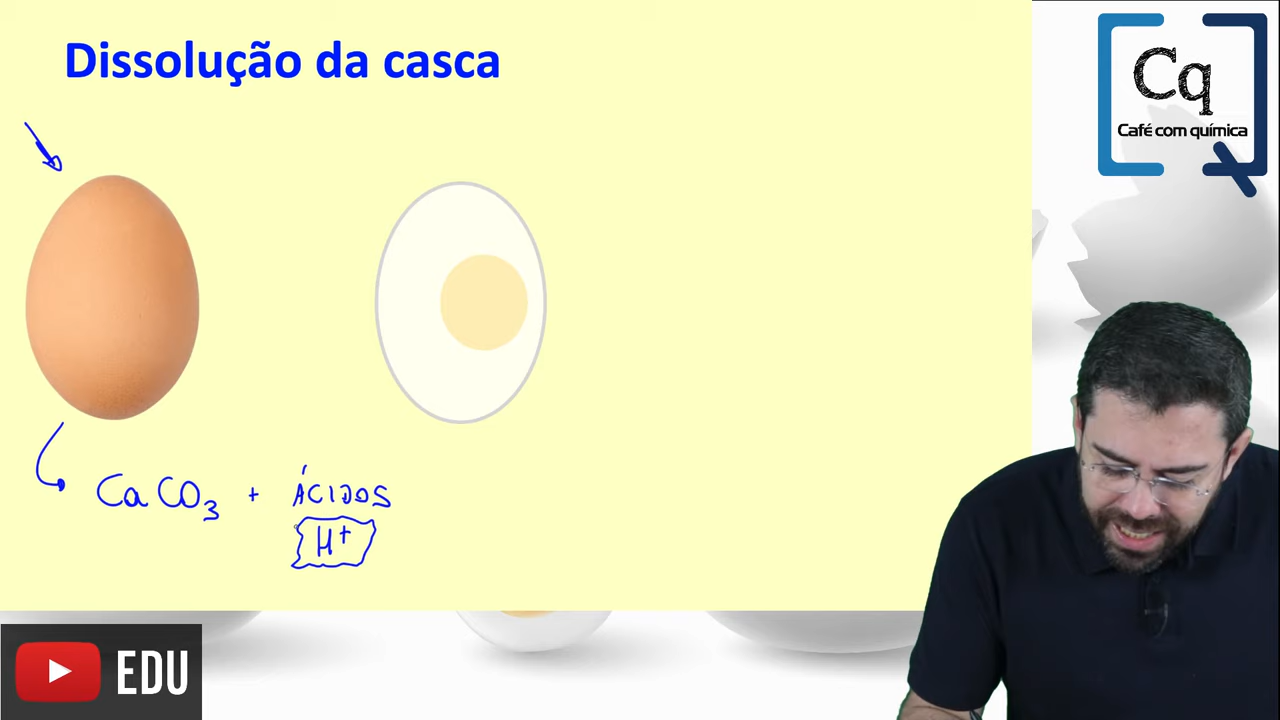 Dissolução da casca
Cq
Café com química
CaCO₃ + ÁCIDOS
H⁺
EDU